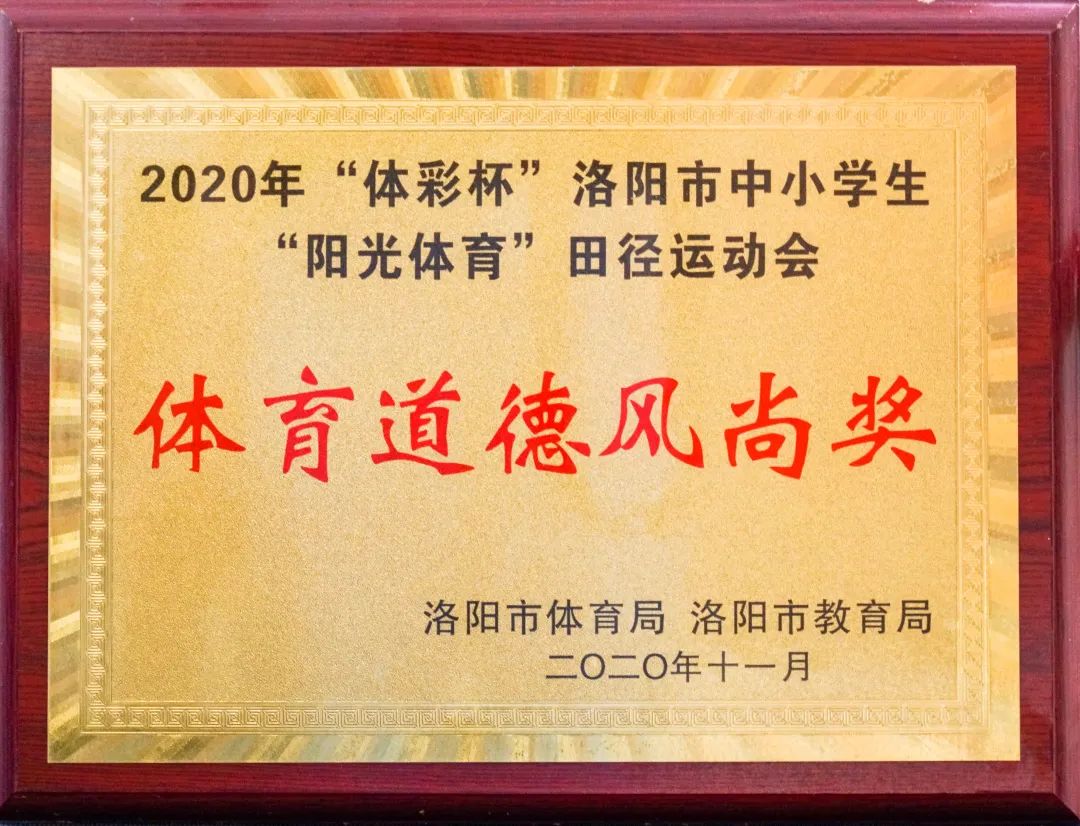 2020年“体彩杯”洛阳市中小学生
“阳光体育”田径运动会
体育道德风尚奖
洛阳市体育局 洛阳市教育局
二〇二〇年十一月